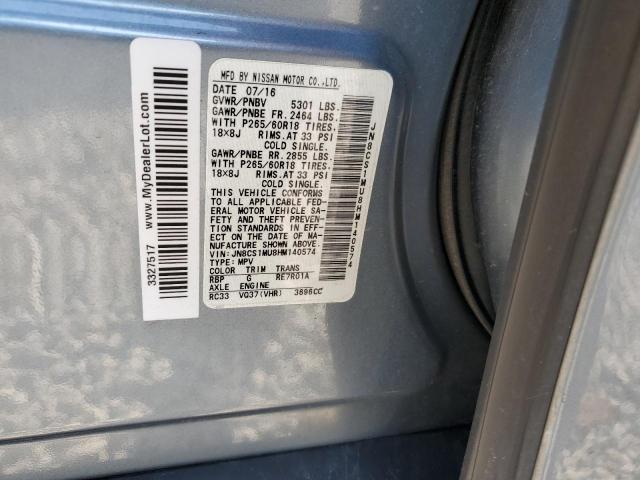 MFD BY NISSAN MOTOR CO.,LTD.
DATE 07/16
GVWR/PNBV 5301 LBS.
GAWR/PNBE FR. 2464 LBS.
WITH P265/60R18 TIRES.
18X8J RIMS.AT 33 PSI
COLD SINGLE.
GAWR/PNBE RR. 2855 LBS.
WITH P265/60R18 TIRES.
18X8J RIMS.AT 33 PSI
COLD SINGLE.
THIS VEHICLE CONFORMS
TO ALL APPLICABLE FED-
ERAL MOTOR VEHICLE SA-
FETY AND THEFT PREVEN-
TION STANDARDS IN EFF-
ECT ON THE DATE OF MA-
NUFACTURE SHOWN ABOVE.
VIN:JN8CS1MU8HM140574
TYPE:MPV
COLOR TRIM TRANS
RBP G RE7R01A
AXLE ENGINE
RC33 VQ37(VHR) 3696CC
JN8CS1MU8HM140574
www.MyDealerLot.com
3327517